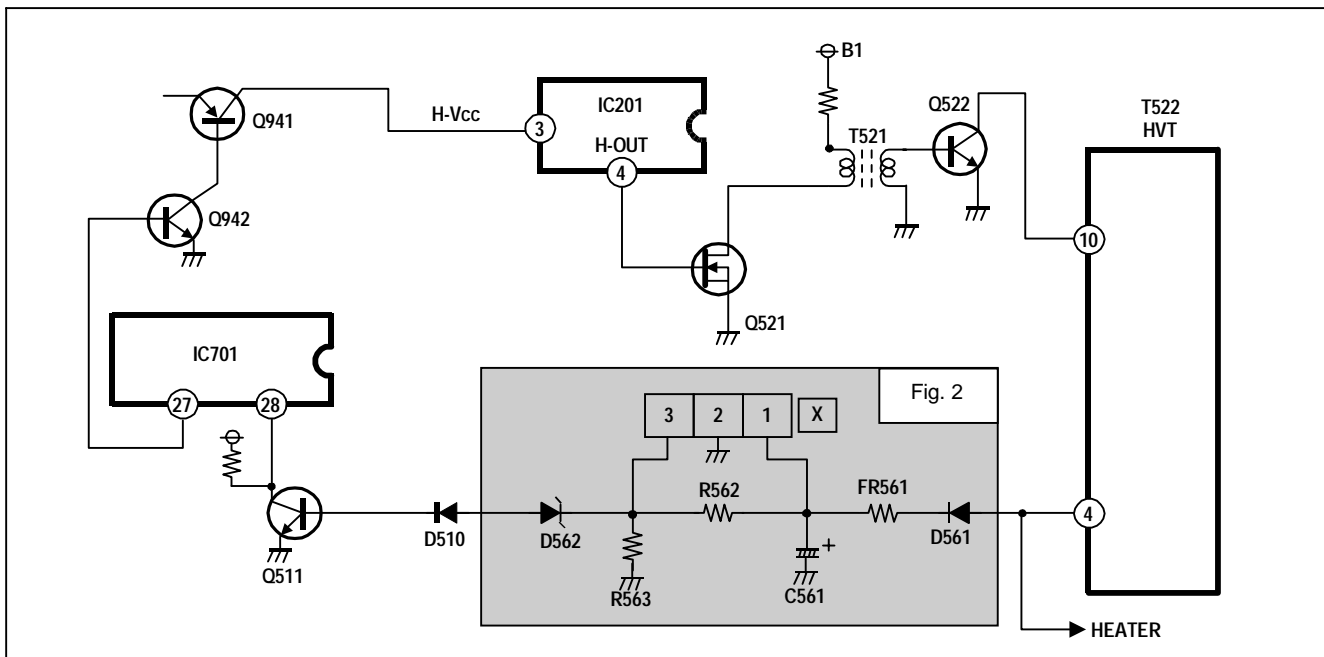 B1
Q941
H-Vcc
3
IC201
H-OUT
4
T521
Q522
T522
HVT
10
Q942
Q521
IC701
27
28
Fig. 2
3
2
1
X
R562
FR561
4
D510
D562
D561
Q511
R563
C561
+
HEATER